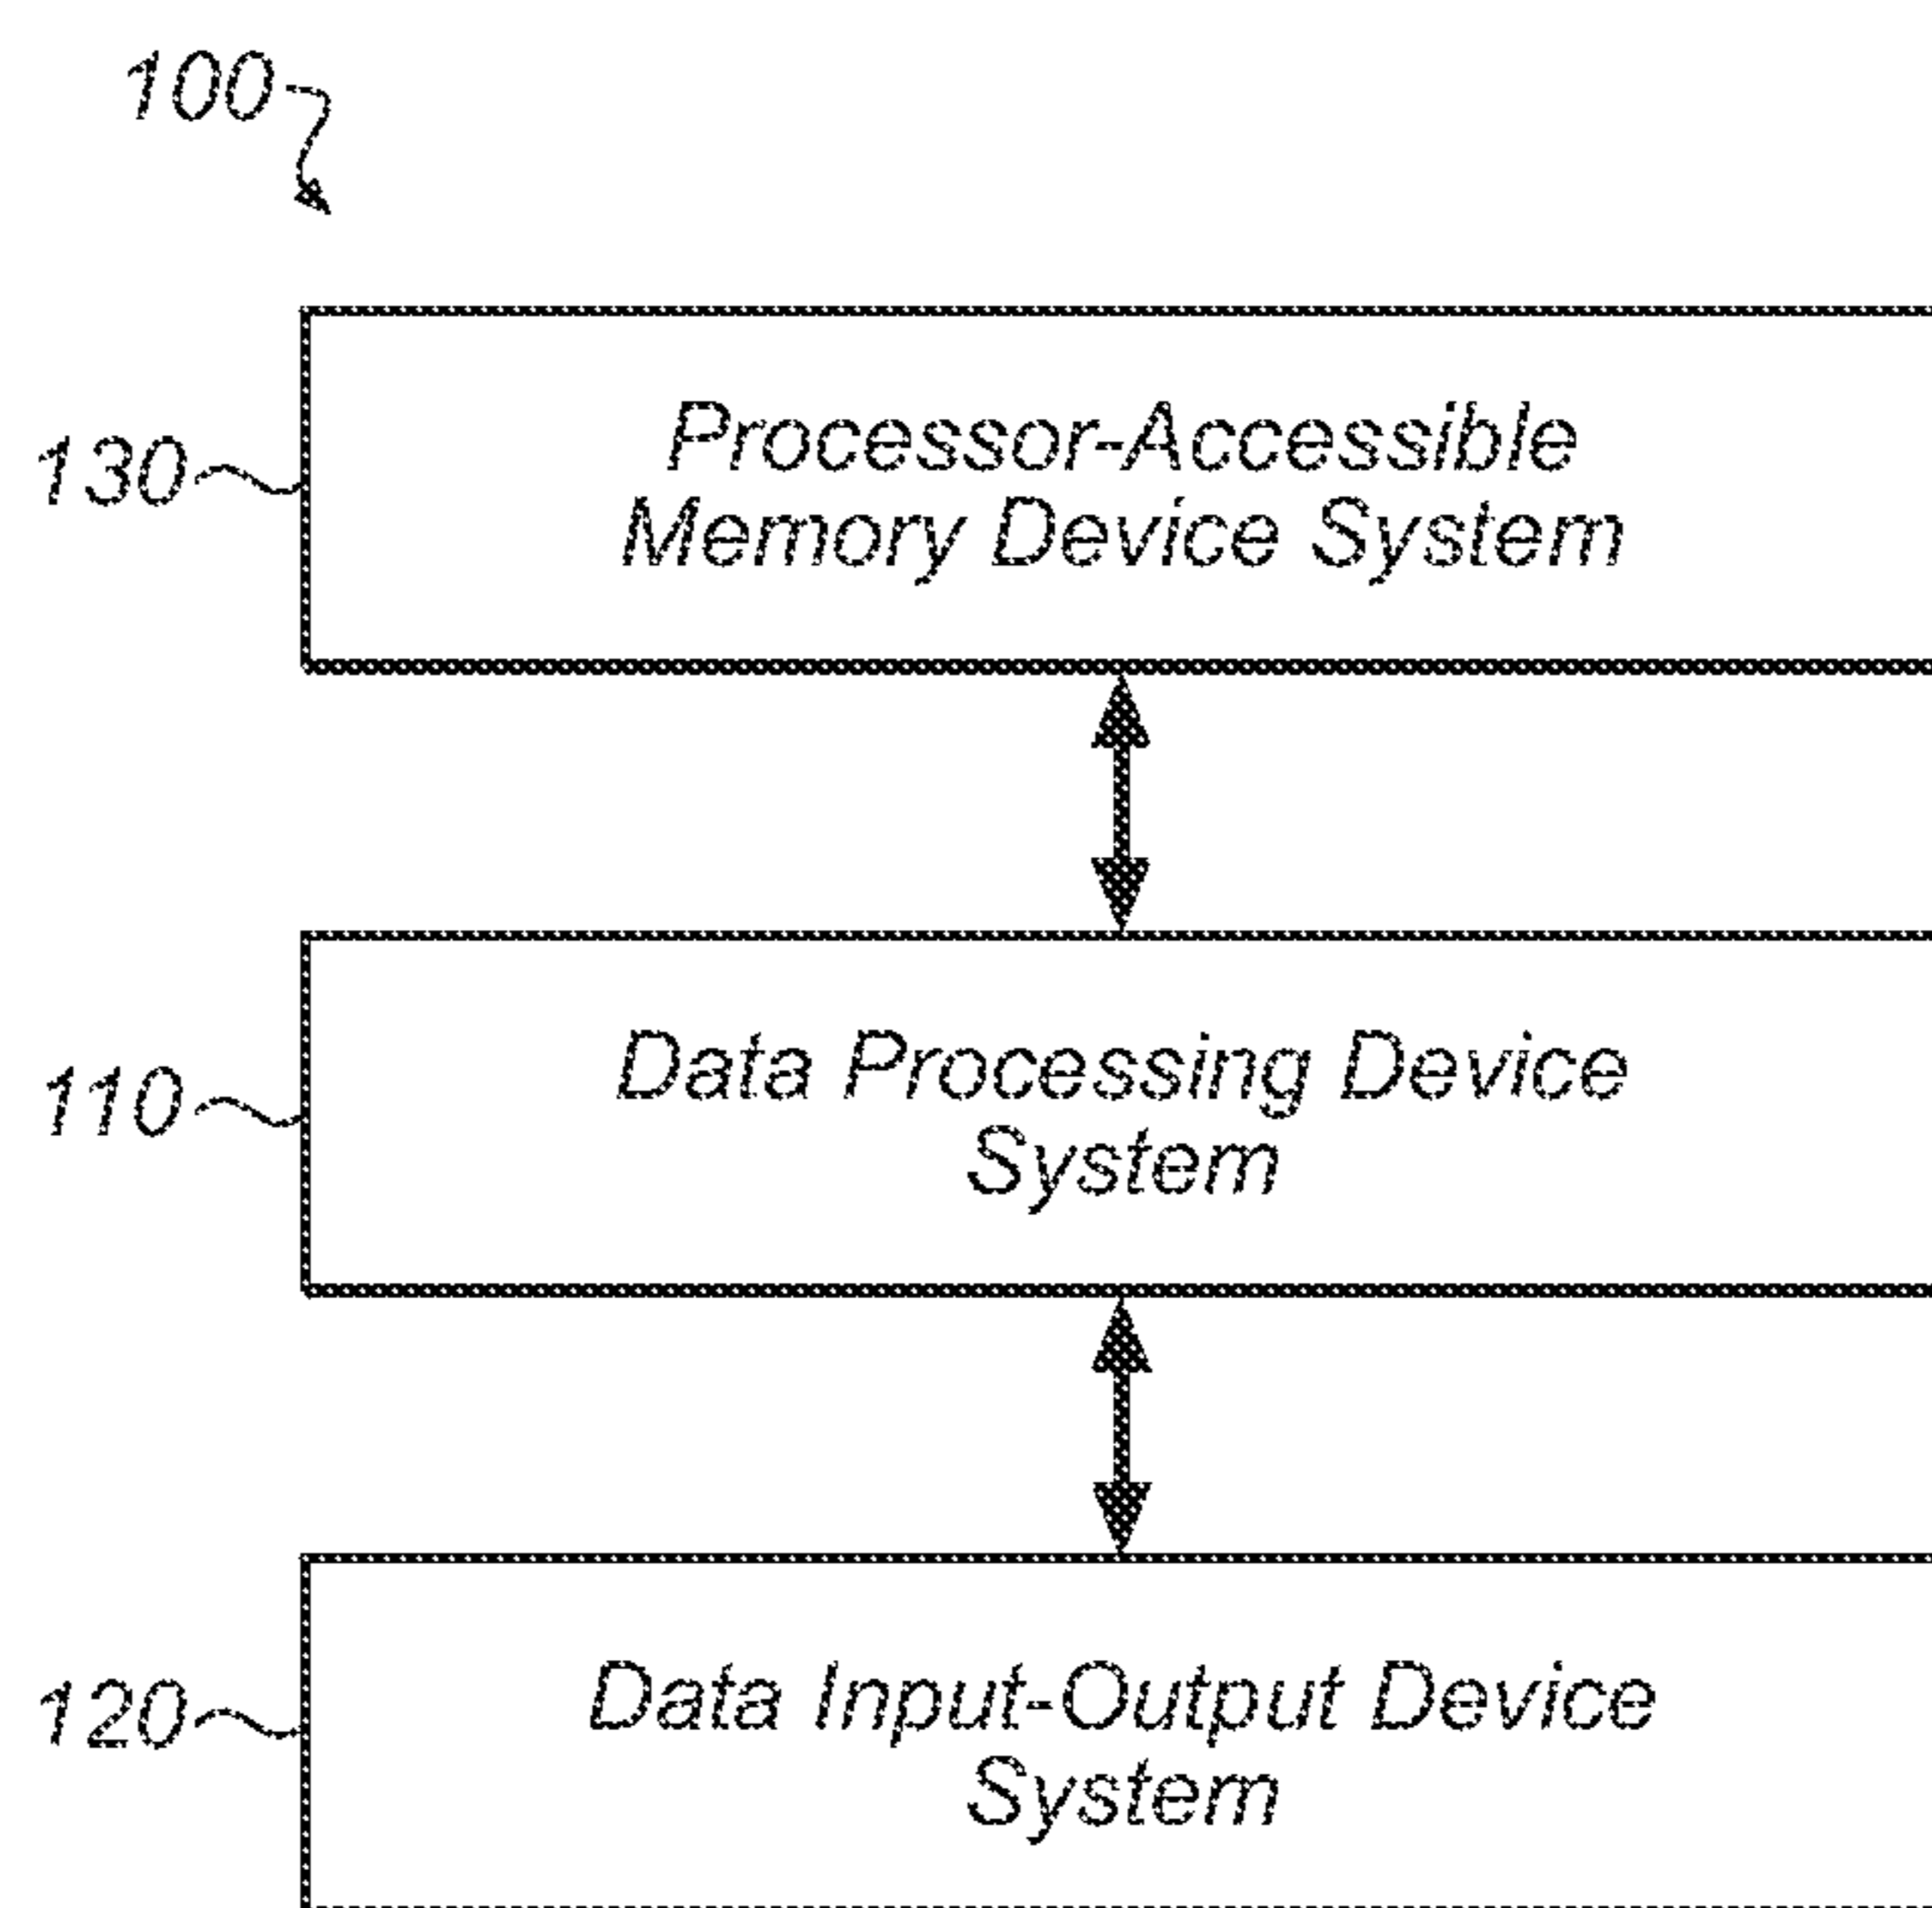 100
130
Processor-Accessible
Memory Device System
110
Data Processing Device
System
120
Data Input-Output Device
System